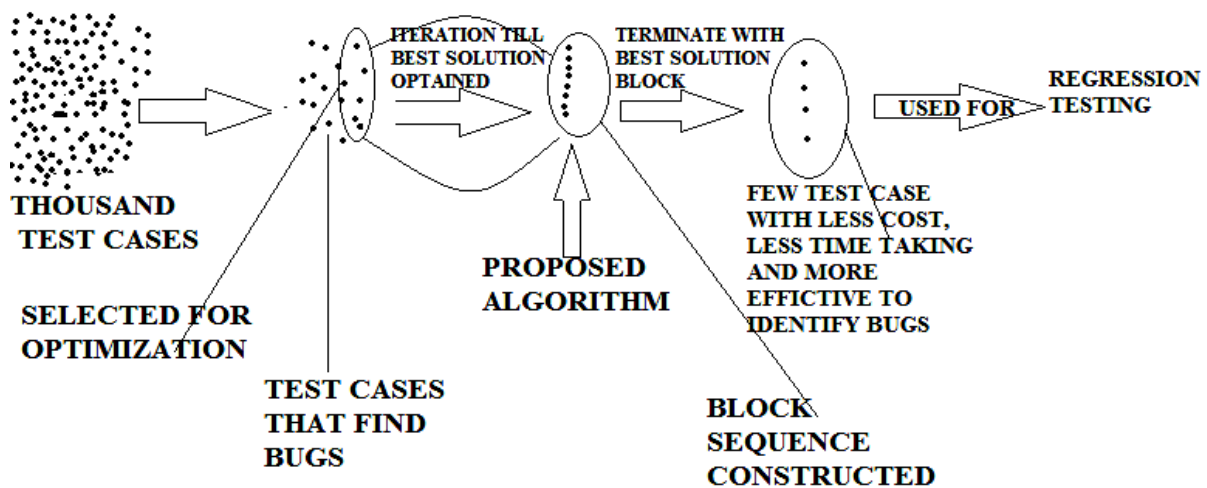 ITERATION TILL
BEST SOLUTION
OPTAINED
TERMINATE WITH
BEST SOLUTION
BLOCK
USED FOR
REGRESSION
TESTING
THOUSAND
TEST CASES
SELECTED FOR
OPTIMIZATION
TEST CASES
THAT FIND
BUGS
PROPOSED
ALGORITHM
FEW TEST CASE
WITH LESS COST,
LESS TIME TAKING
AND MORE
EFFICTIVE TO
IDENTIFY BUGS
BLOCK
SEQUENCE
CONSTRUCTED